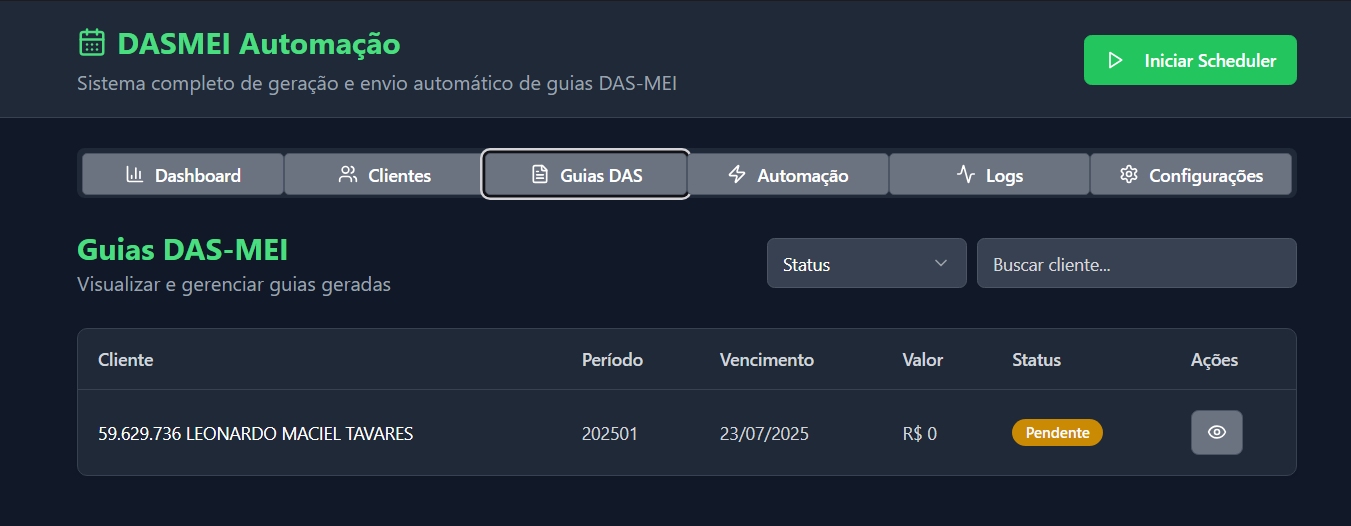 DASMEI Automação
Sistema completo de geração e envio automático de guias DAS-MEI
Iniciar Scheduler
Dashboard Clientes Guias DAS Automação Logs Configurações
Guias DAS-MEI
Visualizar e gerenciar guias geradas
Status Buscar cliente...
Cliente Período Vencimento Valor Status Ações
59.629.736 LEONARDO MACIEL TAVARES 202501 23/07/2025 R$ 0 Pendente